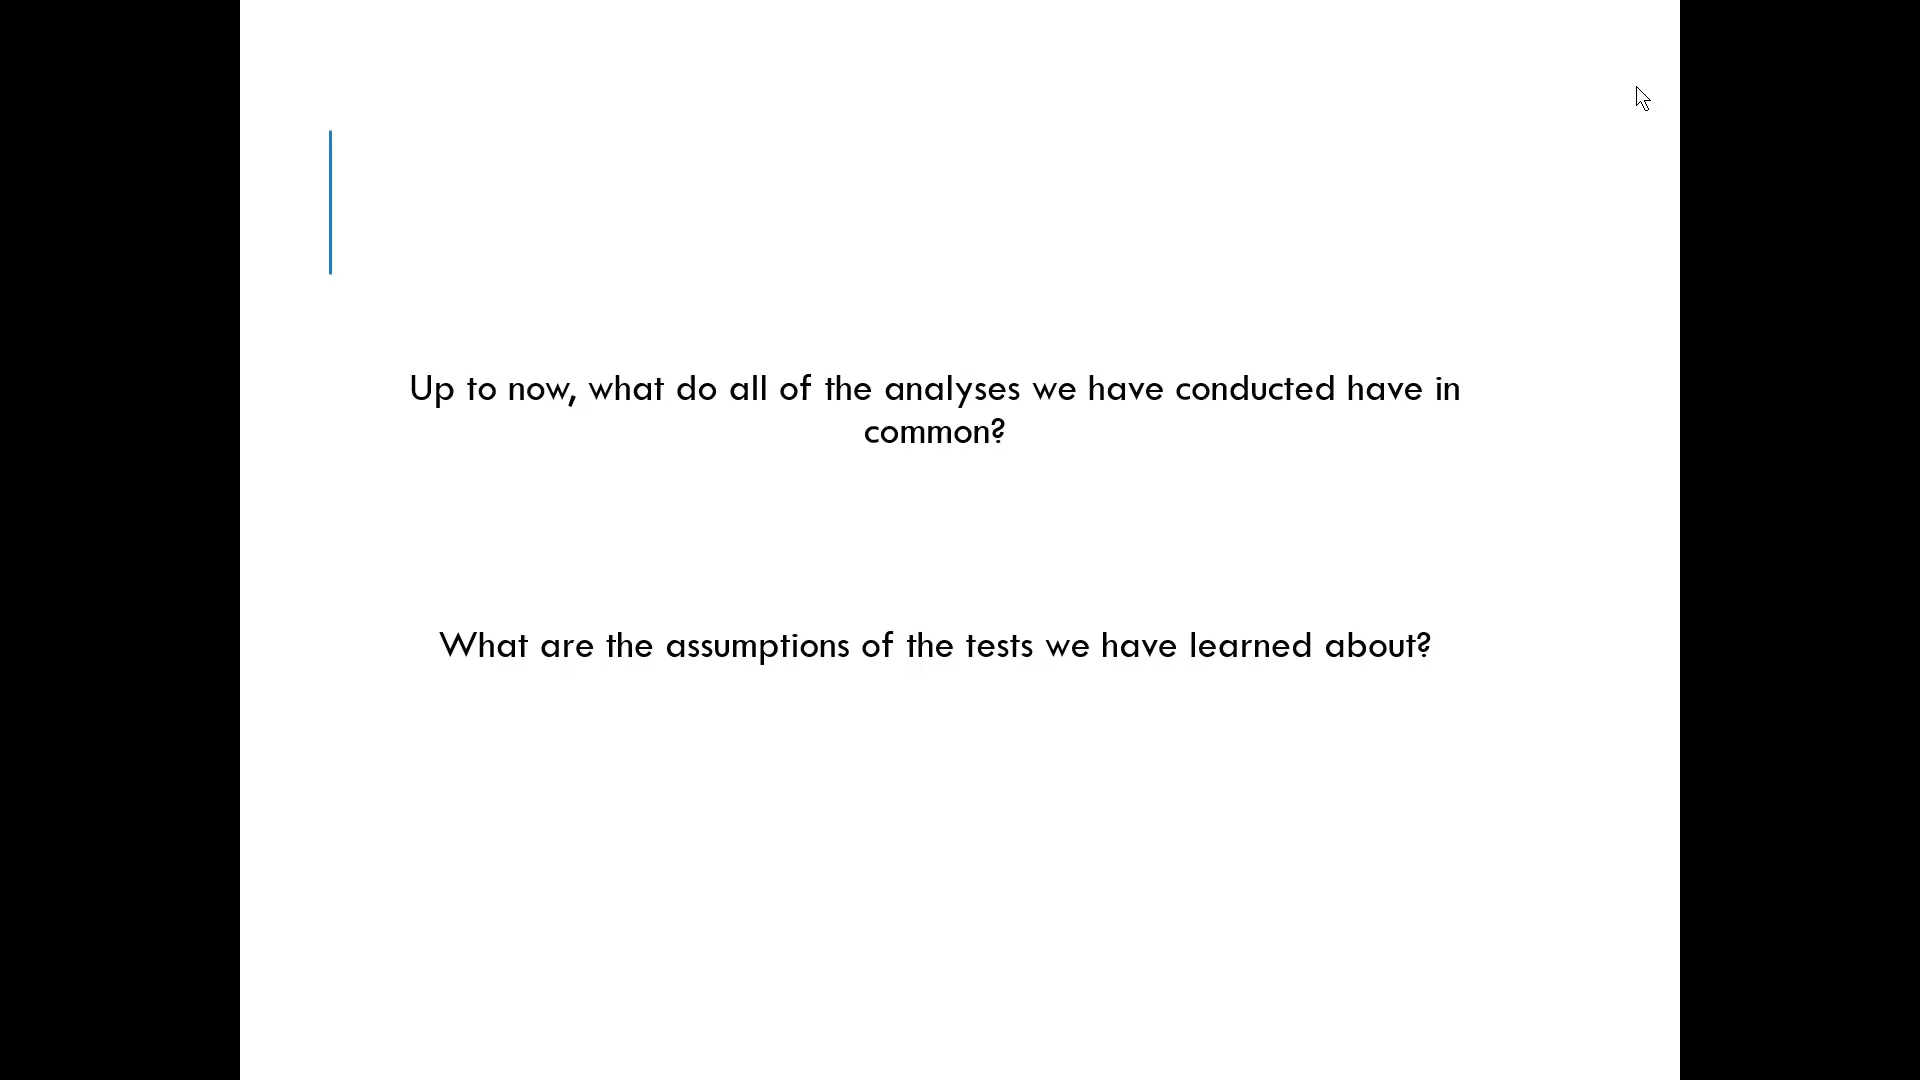 Up to now, what do all of the analyses we have conducted have in
common?
What are the assumptions of the tests we have learned about?